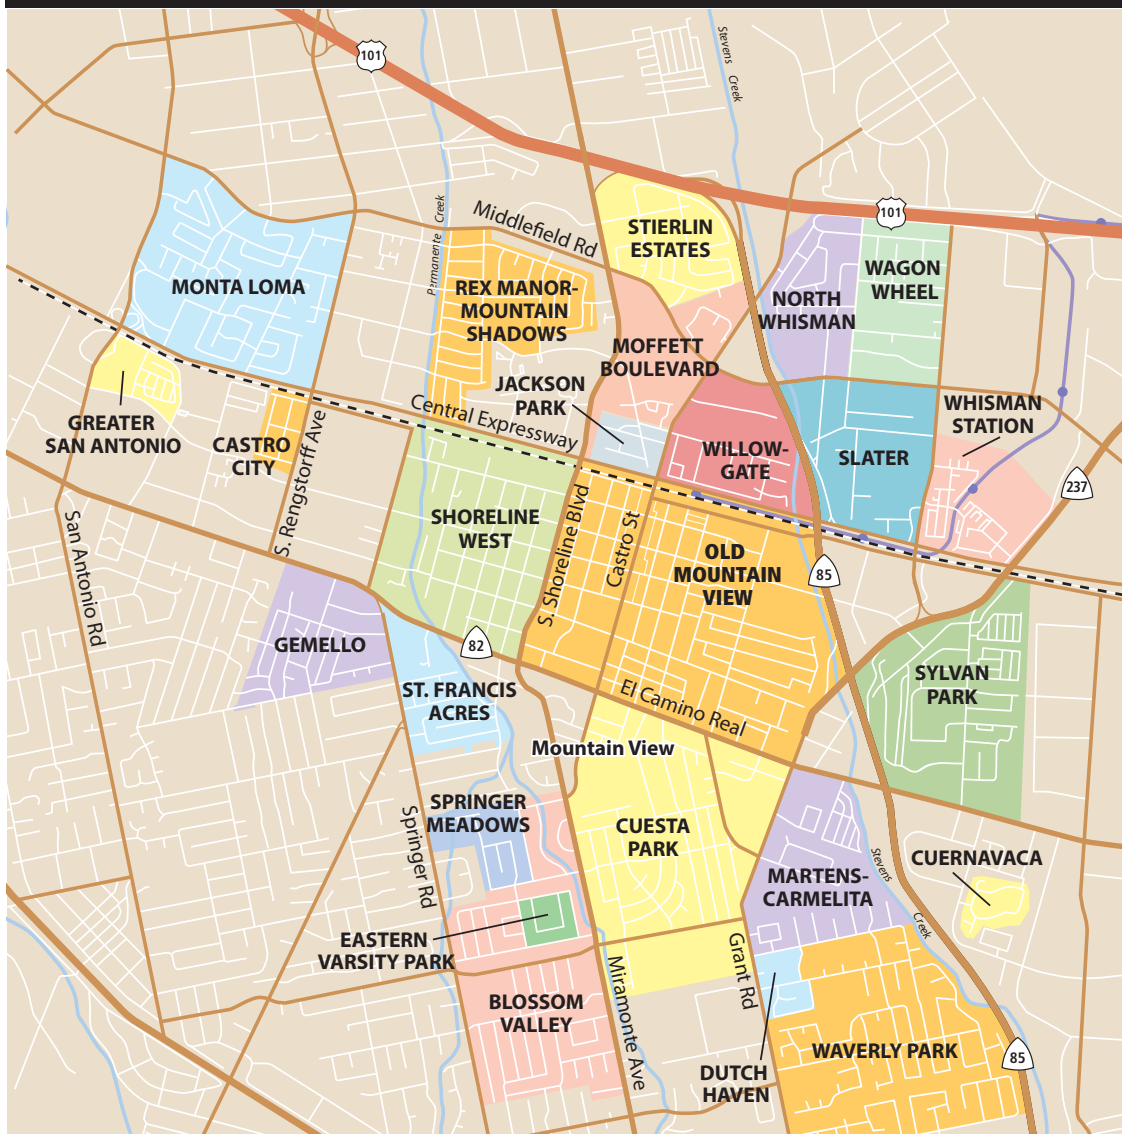 101
Stevens
Creek
Permanente Creek
Middlefield Rd
STIERLIN
ESTATES
101
WAGON
WHEEL
NORTH
WHISMAN
MONTA LOMA
REX MANOR-
MOUNTAIN
SHADOWS
MOFFETT
BOULEVARD
JACKSON
PARK
Central Expressway
WHISMAN
STATION
GREATER
SAN ANTONIO
CASTRO
CITY
S. Rengstorff Ave
WILLOW-
GATE
SLATER
237
San Antonio Rd
SHORELINE
WEST
S. Shoreline Blvd
Castro St
OLD
MOUNTAIN
VIEW
85
82
GEMELLO
ST. FRANCIS
ACRES
El Camino Real
SYLVAN
PARK
Mountain View
SPRINGER
MEADOWS
Springer Rd
CUESTA
PARK
MARTENS-
CARMELITA
Stevens
Creek
CUERNAVACA
EASTERN
VARSITY PARK
BLOSSOM
VALLEY
Miramonte Ave
Grant Rd
DUTCH
HAVEN
WAVERLY PARK
85